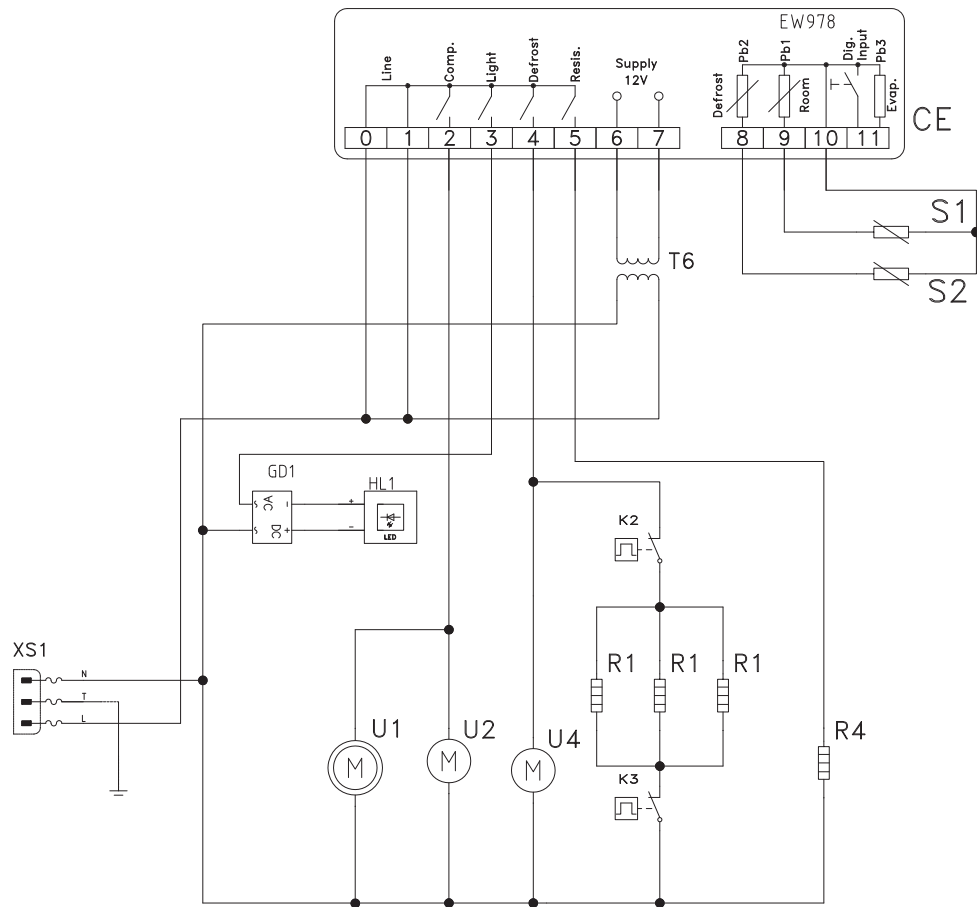 EW978
Line
Comp.
Light
Defrost
Resis.
Supply
12V
Defrost
Pb2
Pb1
Room
Dig.
Input
Pb3
Evap.
CE
0 1 2 3 4 5 6 7 8 9 10 11
S1
S2
T6
GD1
HL1
AC
DC
-
+
+
-
LED
K2
XS1
N
T
L
R1 R1 R1
U1
U2
U4
R4
M
M
M
K3